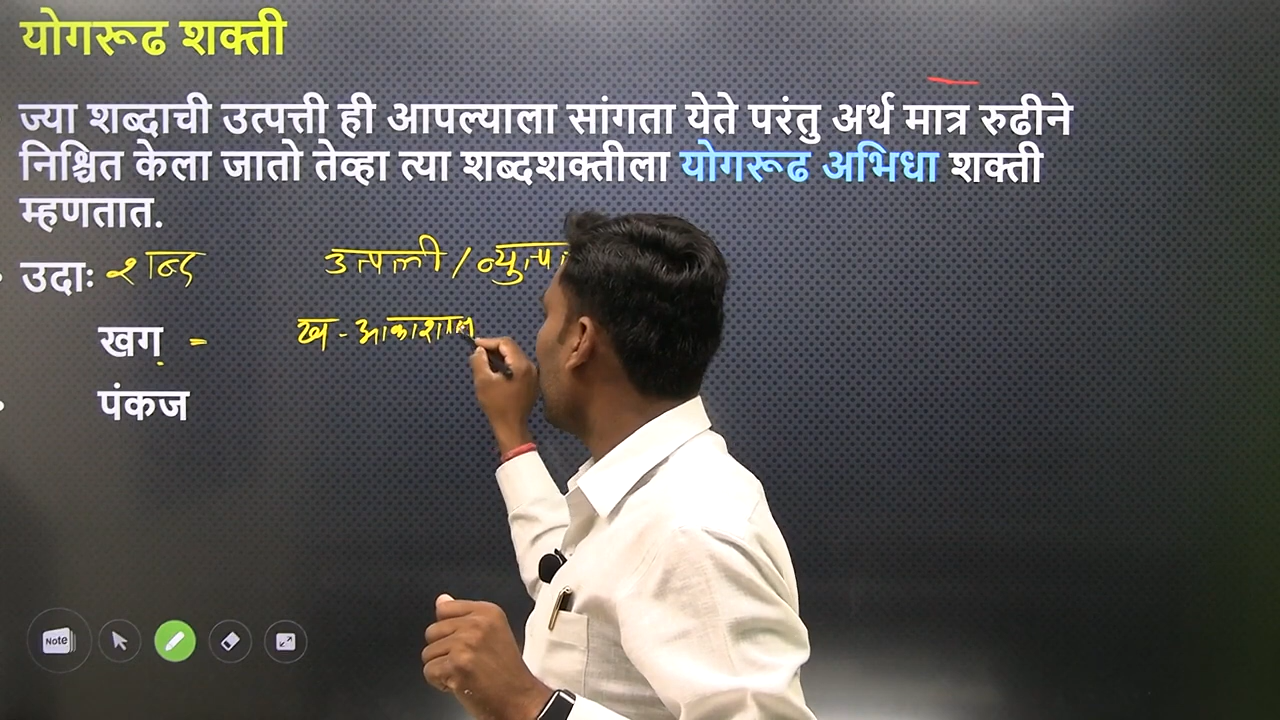 योगरूढ शक्ती
ज्या शब्दाची उत्पत्ती ही आपल्याला सांगता येते परंतु अर्थ मात्र रुढीने
निश्चित केला जातो तेव्हा त्या शब्दशक्तीला योगरूढ अभिधा शक्ती
म्हणतात.
उदाः शब्द उत्पत्ती /
खग् - ख - आकाशात
पंकज
Note